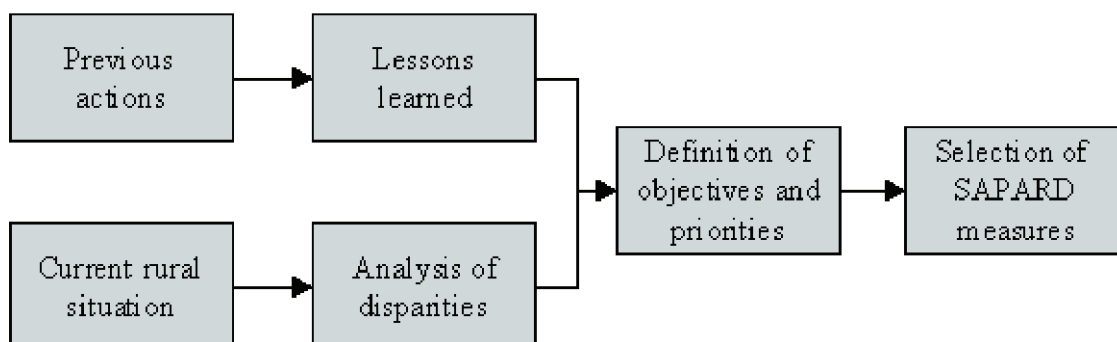 Previous
actions
Lessons
learned
Current rural
situation
Analysis of
disparities
Definition of
objectives and
priorities
Selection of
SAPARD
measures